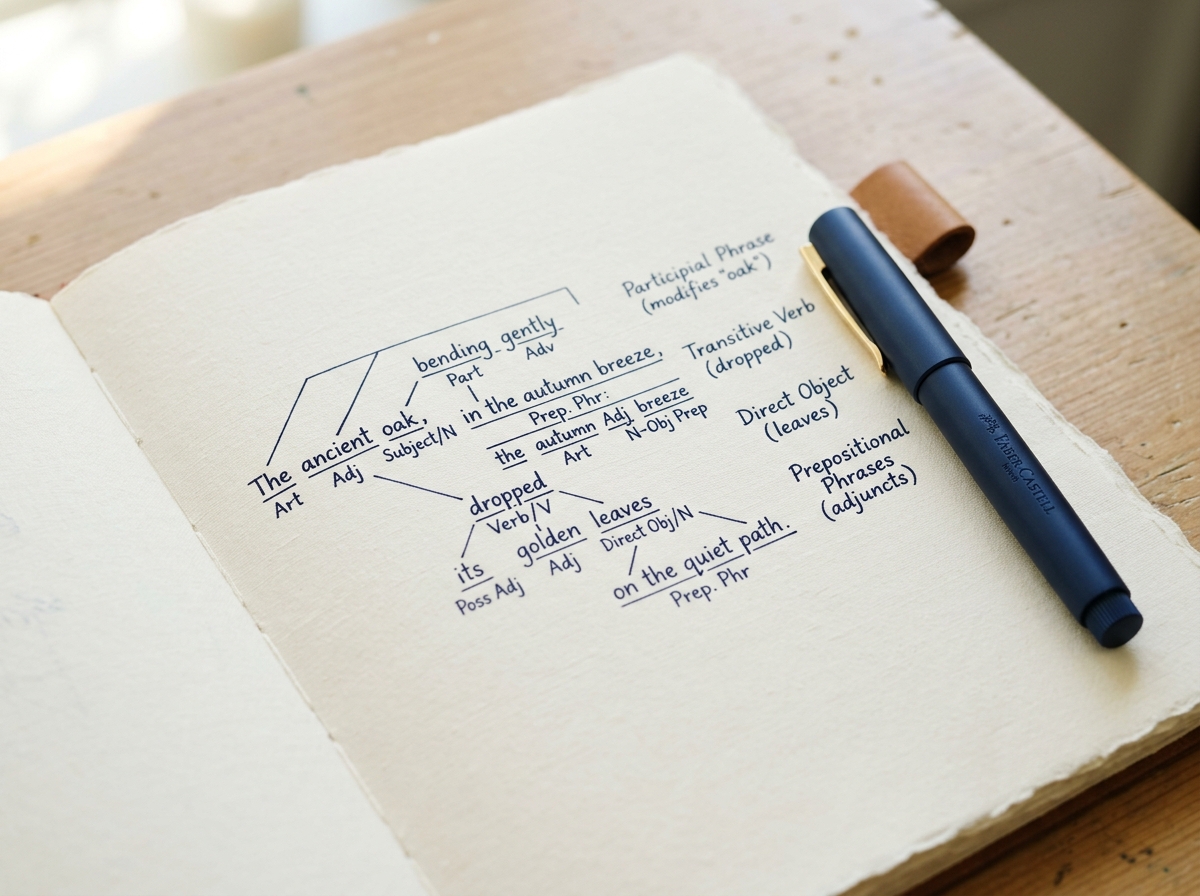 bending gently
Part
Adv
The ancient oak, in the autumn breeze,
Art
Adj
Subject/N
Prep. Phr:
the autumn Adj breeze
Art
N-Obj Prep
dropped
Verb/V
its golden leaves
Poss Adj
Adj
Direct Obj/N
on the quiet path.
Prep. Phr
Participial Phrase
(modifies "oak")
Transitive Verb
(dropped)
Direct Object
(leaves)
Prepositional
Phrases
(adjuncts)
FABER CASTELL